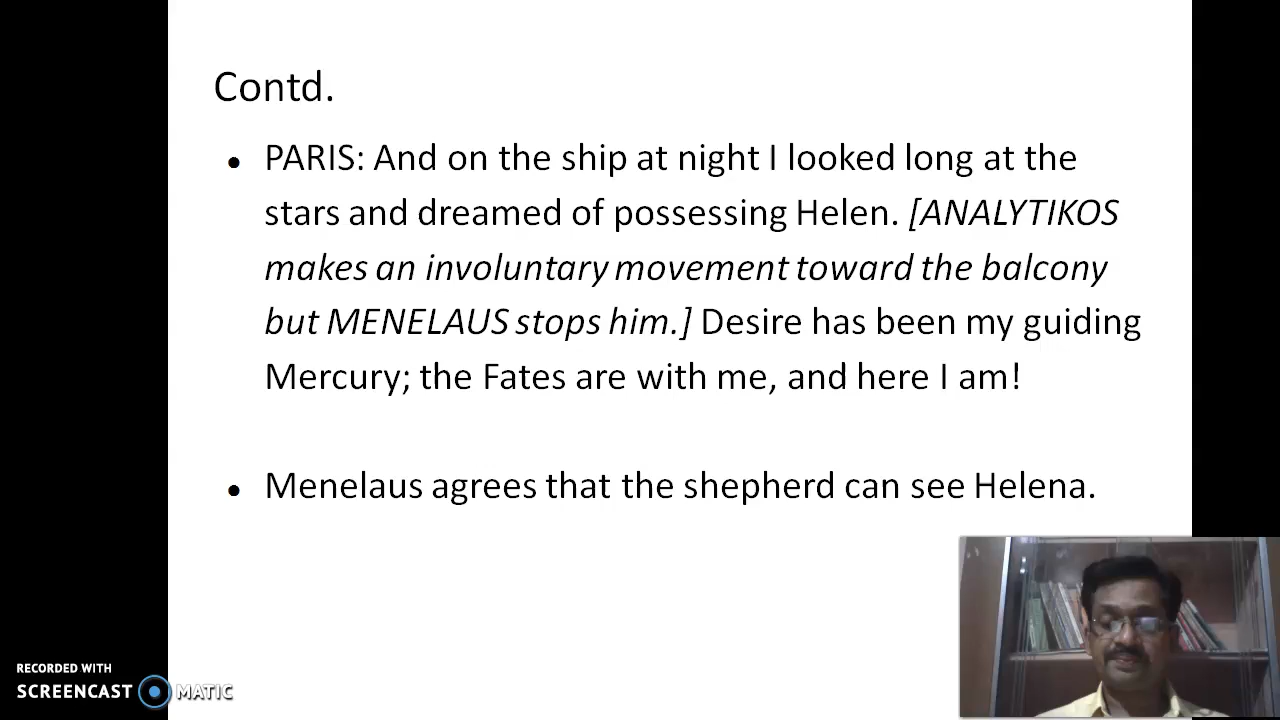 Contd.
• PARIS: And on the ship at night I looked long at the
stars and dreamed of possessing Helen. [ANALYTIKOS
makes an involuntary movement toward the balcony
but MENELAUS stops him.] Desire has been my guiding
Mercury; the Fates are with me, and here I am!
• Menelaus agrees that the shepherd can see Helena.
RECORDED WITH
SCREENCAST MATIC